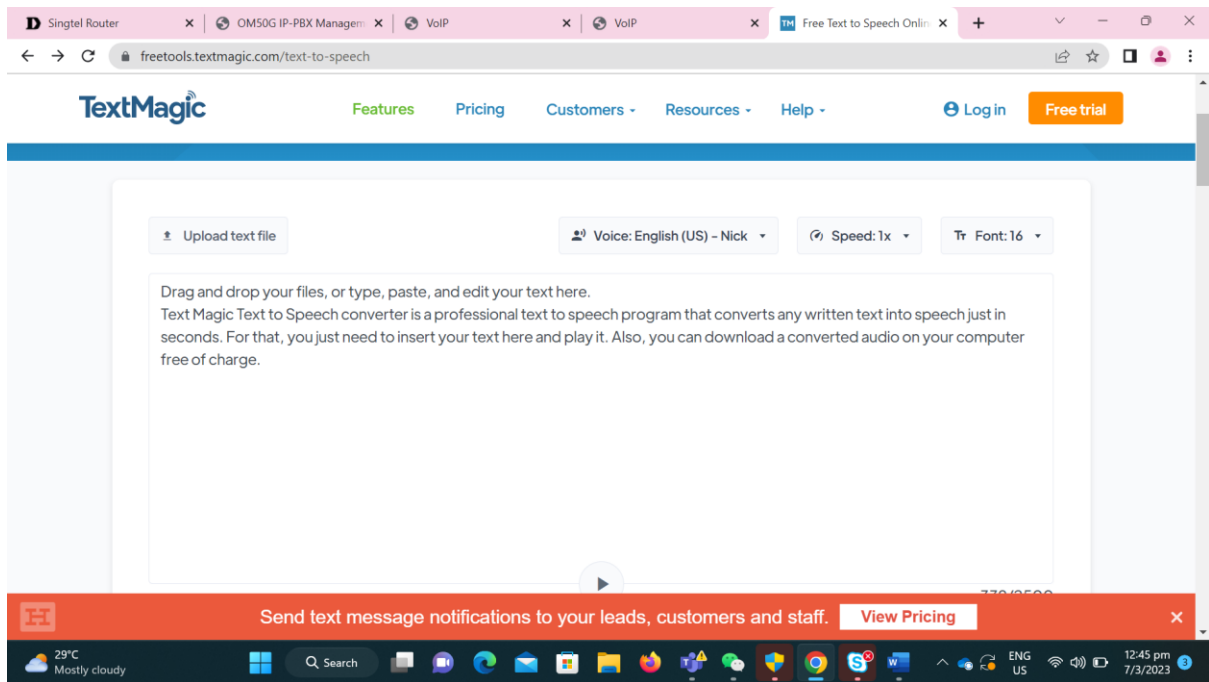 Singtel Router
OM50G IP-PBX Managem
VoIP
VoIP
TM Free Text to Speech Onlin
freetools.textmagic.com/text-to-speech
TextMagic
Features Pricing Customers Resources Help Log in Free trial
Upload text file
Voice: English (US) – Nick
Speed: 1x
Tт Font: 16
Drag and drop your files, or type, paste, and edit your text here.
Text Magic Text to Speech converter is a professional text to speech program that converts any written text into speech just in
seconds. For that, you just need to insert your text here and play it. Also, you can download a converted audio on your computer
free of charge.
Send text message notifications to your leads, customers and staff. View Pricing
29°C
Mostly cloudy
Search
ENG
US
12:45 pm
7/3/2023
3